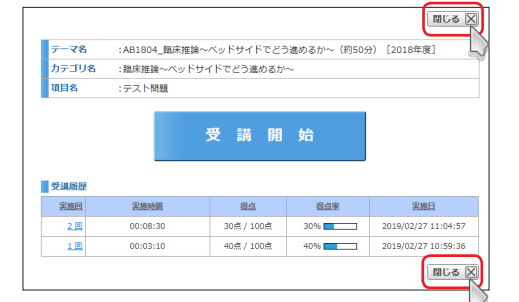 閉じる
テーマ名 :AB1804_臨床推論～ベッドサイドでどう進めるか～（約50分）［2018年度］
カテゴリ名 :臨床推論～ベッドサイドでどう進めるか～
項目名 :テスト問題
受 講 開 始
受講履歴
実施回 実施時間 得点 得点率 実施日
2 回 00:08:30 30点 / 100点 30% 2019/02/27 11:04:57
1 回 00:03:10 40点 / 100点 40% 2019/02/27 10:59:36
閉じる